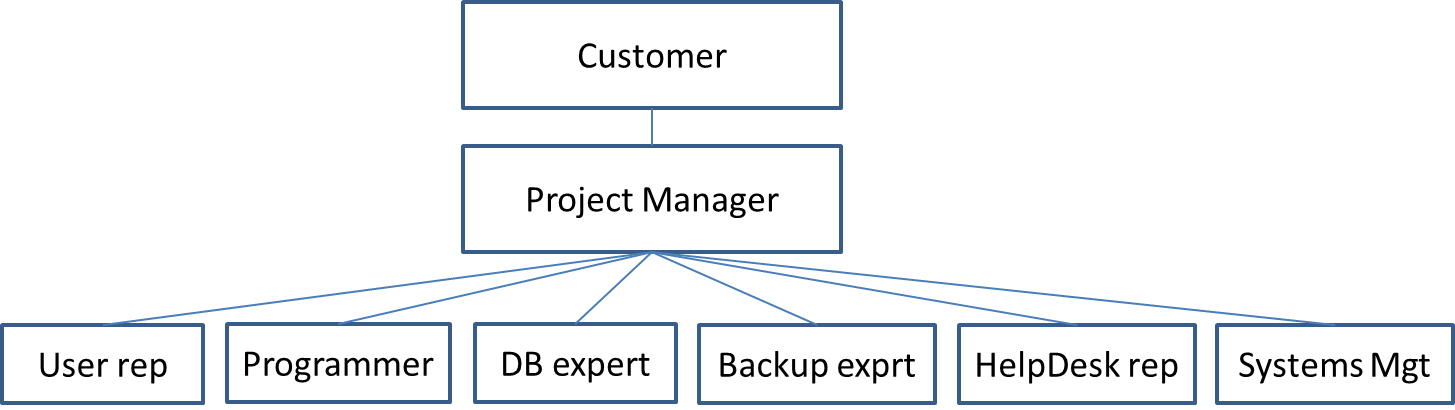 Customer
Project Manager
User rep
Programmer
DB expert
Backup exprt
HelpDesk rep
Systems Mgt